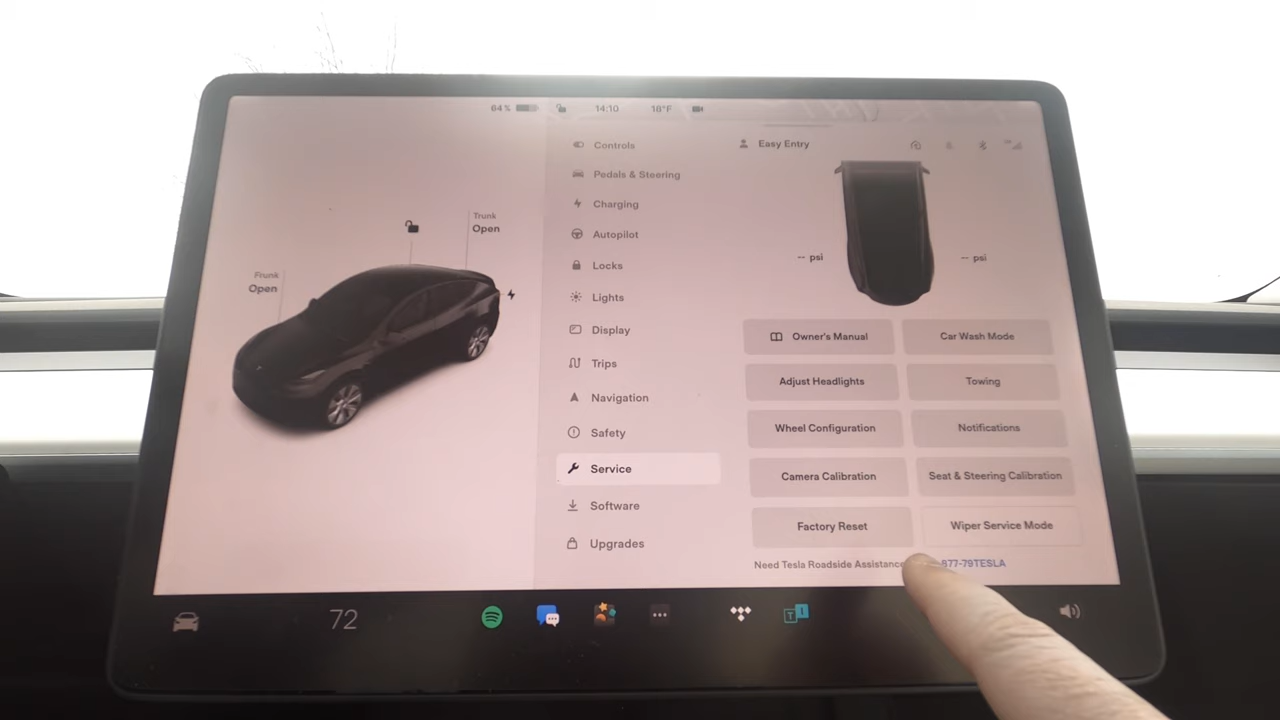 64%
14:10
18°F
Controls
Easy Entry
Pedals & Steering
Charging
Autopilot
Locks
Lights
Display
Trips
Navigation
Safety
Service
Software
Upgrades
Trunk
Open
Frunk
Open
-- psi
-- psi
Owner's Manual
Car Wash Mode
Adjust Headlights
Towing
Wheel Configuration
Notifications
Camera Calibration
Seat & Steering Calibration
Factory Reset
Wiper Service Mode
Need Tesla Roadside Assistance
877-79TESLA
72